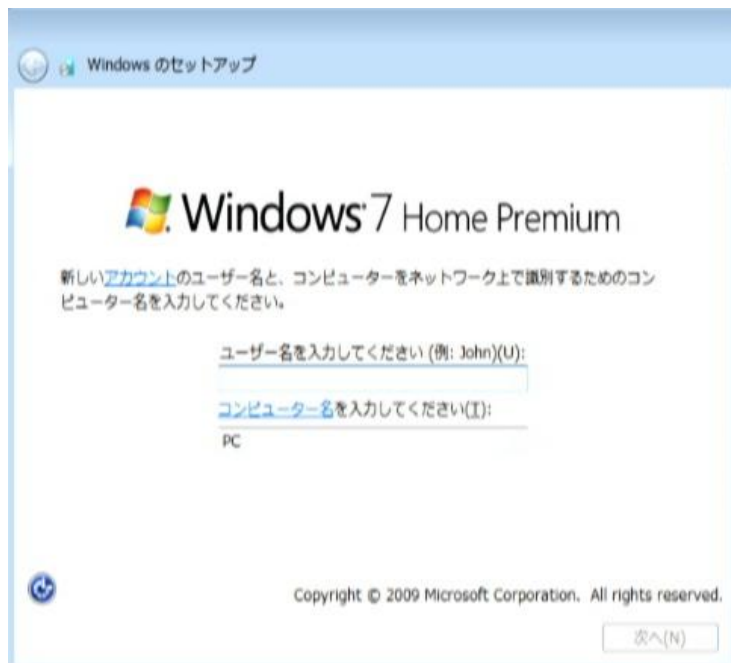 Windows のセットアップ
Windows 7 Home Premium
新しいアカウントのユーザー名と、コンピューターをネットワーク上で識別するためのコン
ピューター名を入力してください。
ユーザー名を入力してください (例: John)(U):
コンピューター名を入力してください(I):
PC
Copyright © 2009 Microsoft Corporation. All rights reserved.
次へ(N)